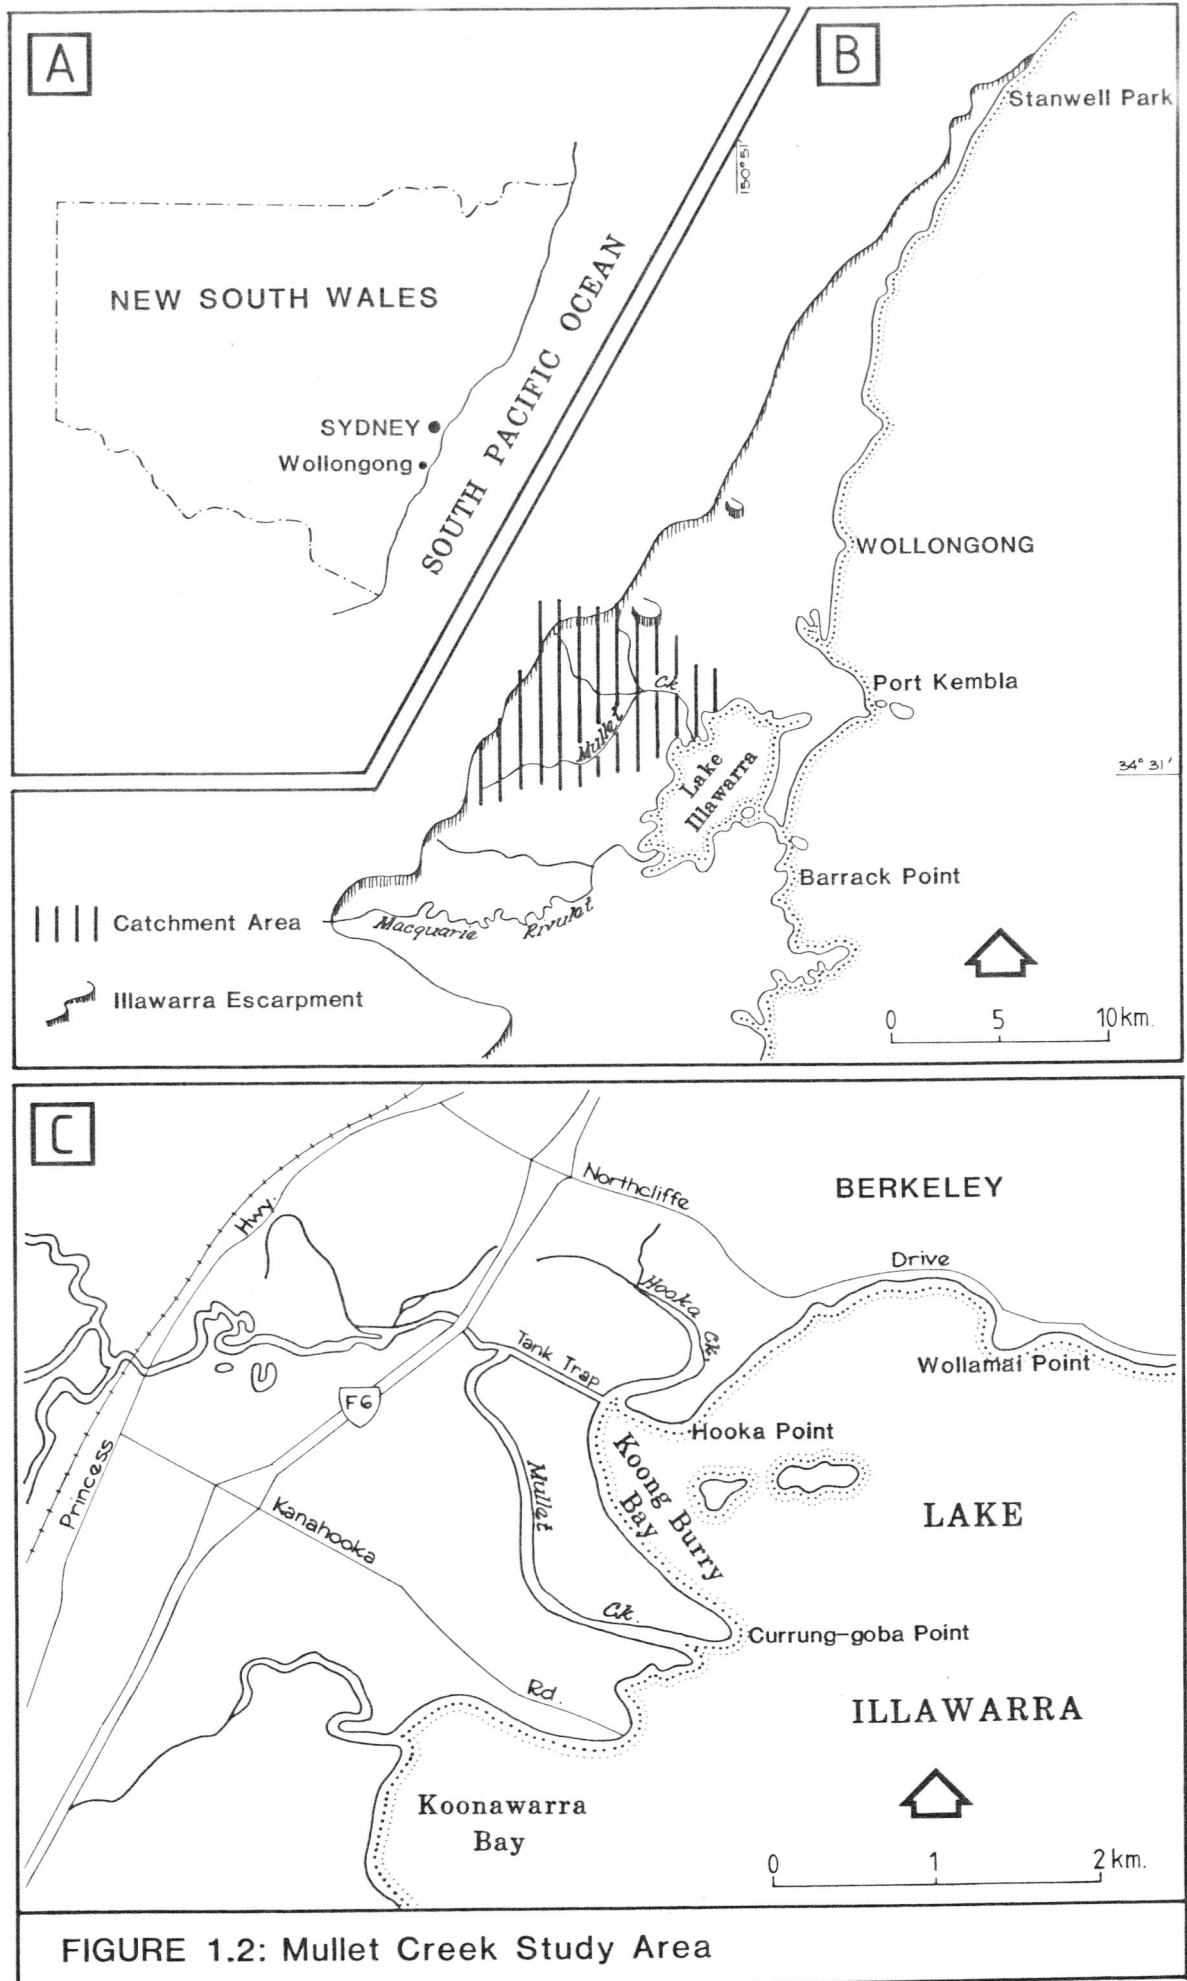 A
NEW SOUTH WALES
SYDNEY
Wollongong
SOUTH PACIFIC OCEAN
B
150° 51'
Stanwell Park
WOLLONGONG
Port Kembla
34° 31'
Ck
Mullet
Lake
Illawarra
Barrack Point
Macquarie Rivulet
Catchment Area
Illawarra Escarpment
0 5 10 km.
C
Hwy.
Northcliffe
BERKELEY
Drive
Hooka
Ck.
Tank Trap
Wollamai Point
F6
Hooka Point
Princess
Koong Burry
Bay
Mullet
LAKE
Kanahooka
Ck.
Currung-goba Point
Rd.
ILLAWARRA
Koonawarra
Bay
0 1 2 km.
FIGURE 1.2: Mullet Creek Study Area